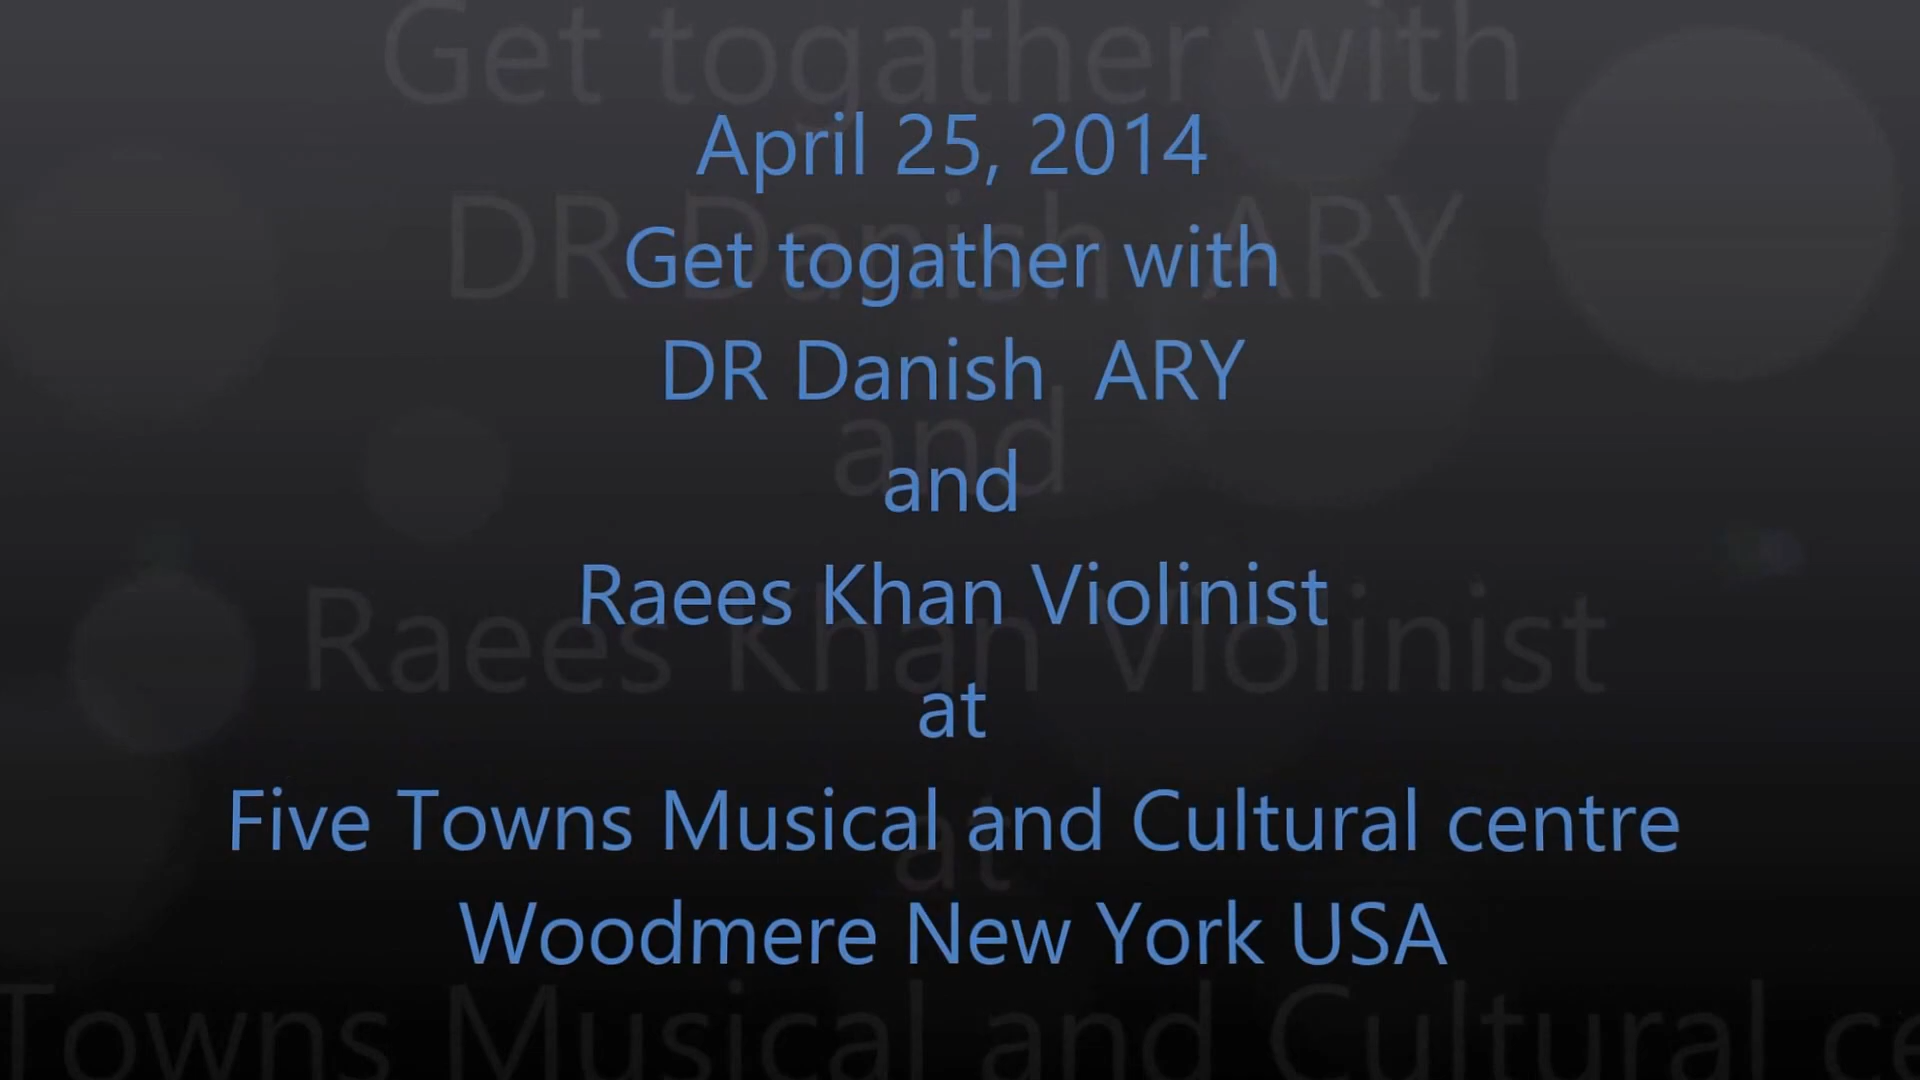 April 25, 2014
Get togather with
DR Danish  ARY
and
Raees Khan Violinist
at
Five Towns Musical and Cultural centre
Woodmere New York USA